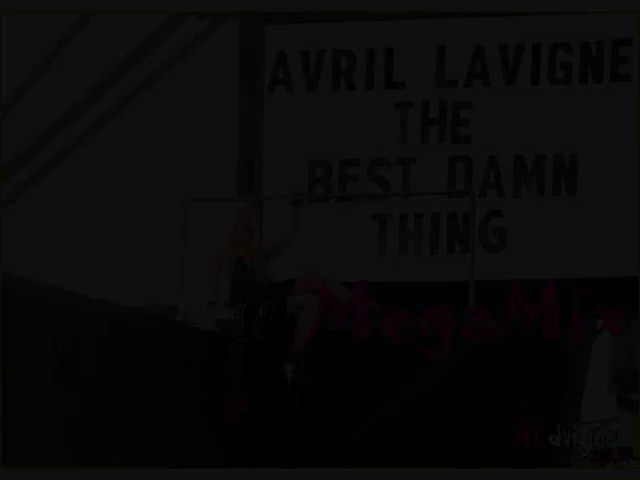 AVRIL LAVIGNE
THE
BEST DAMN
THING
MegaMix